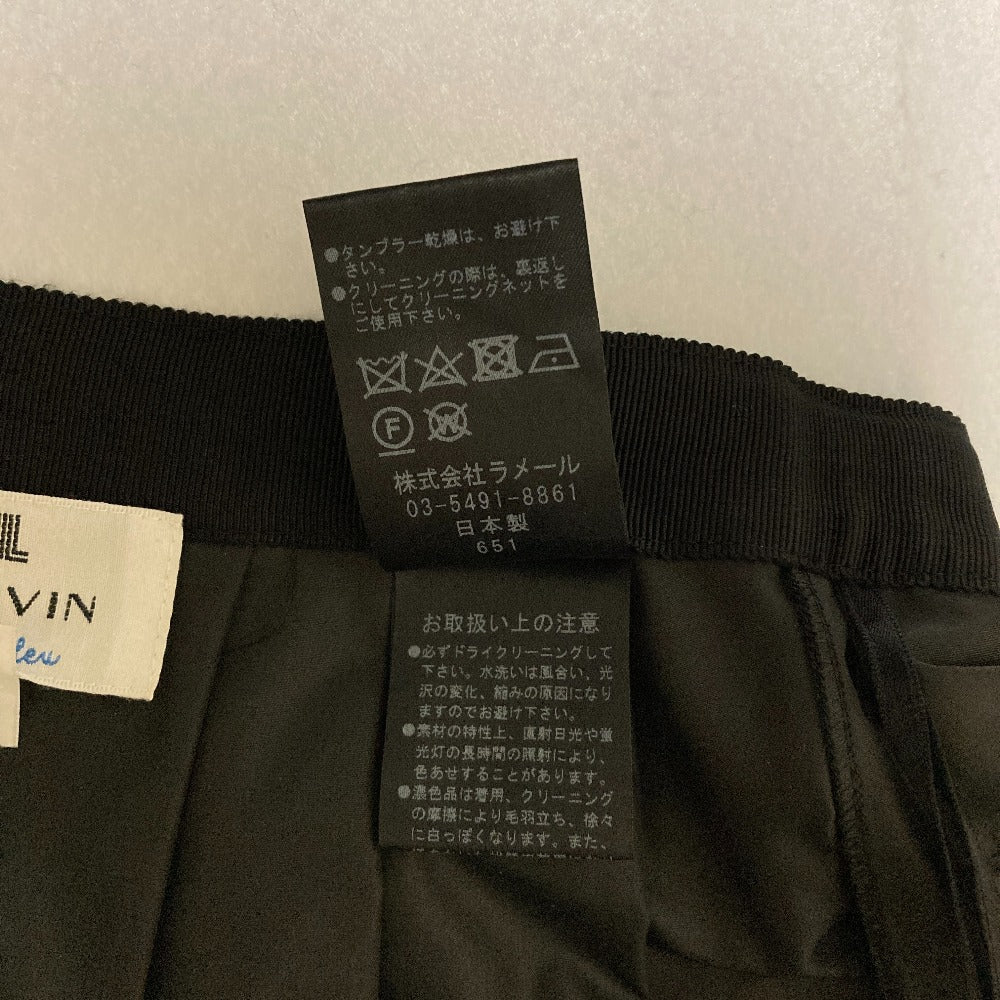 ●タンブラー乾燥は、お避け下
さい。
●クリーニングの際は、裏返し
にしてクリーニングネットを
ご使用下さい。
F W
株式会社ラメール
03-5491-8861
日本製
651
L
VIN
leu
お取扱い上の注意
●必ずドライクリーニングして
下さい。水洗いは風合い、光
沢の変化、縮みの原因になり
ますのでお避け下さい。
●素材の特性上、直射日光や蛍
光灯の長時間の照射により、
色あせすることがあります。
●濃色品は着用、クリーニング
の摩擦により毛羽立ち、徐々
に白っぽくなります。また、